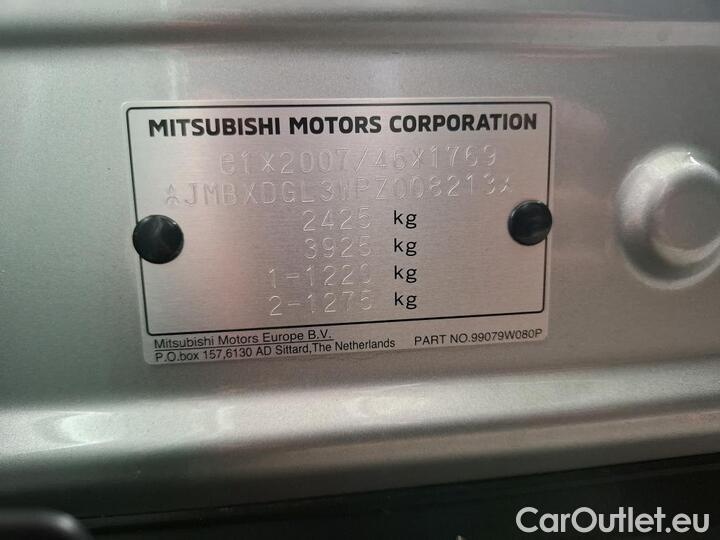 MITSUBISHI MOTORS CORPORATION
e1*2007/46*1769
*JMBXDGL3WPZ008213*
2425 kg
3925 kg
1-1220 kg
2-1275 kg
Mitsubishi Motors Europe B.V.
P.O.box 157,6130 AD Sittard,The Netherlands
PART NO.99079W080P
CarOutlet.eu